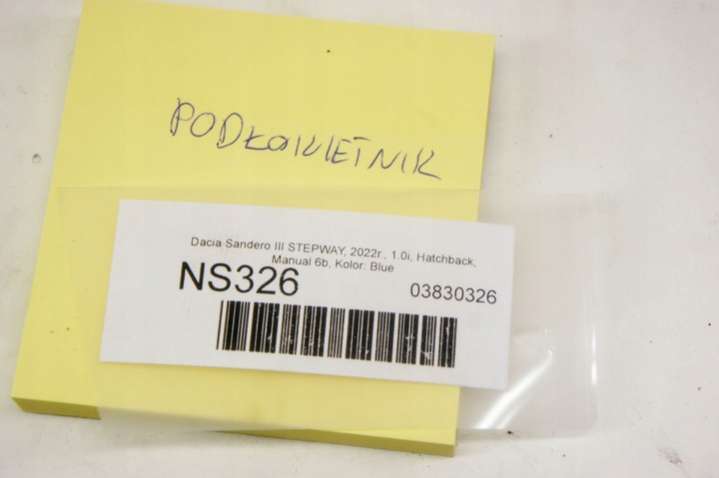 PODŁOKIETNIK
Dacia Sandero III STEPWAY, 2022r., 1.0i, Hatchback,
Manual 6b, Kolor: Blue
NS326
03830326